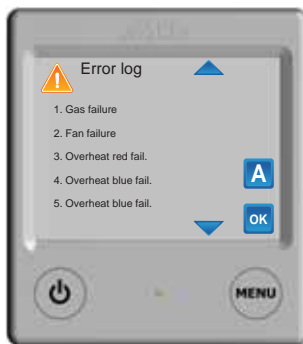 Error log
1. Gas failure
2. Fan failure
3. Overheat red fail.
4. Overheat blue fail.
5. Overheat blue fail.
A
OK
MENU